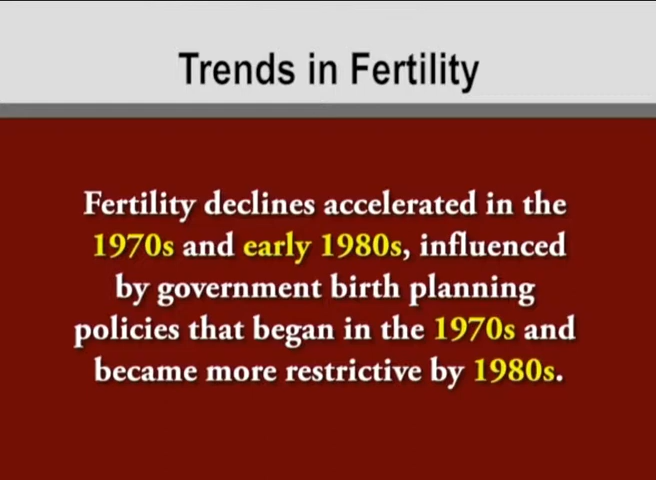 Trends in Fertility
Fertility declines accelerated in the
1970s and early 1980s, influenced
by government birth planning
policies that began in the 1970s and
became more restrictive by 1980s.